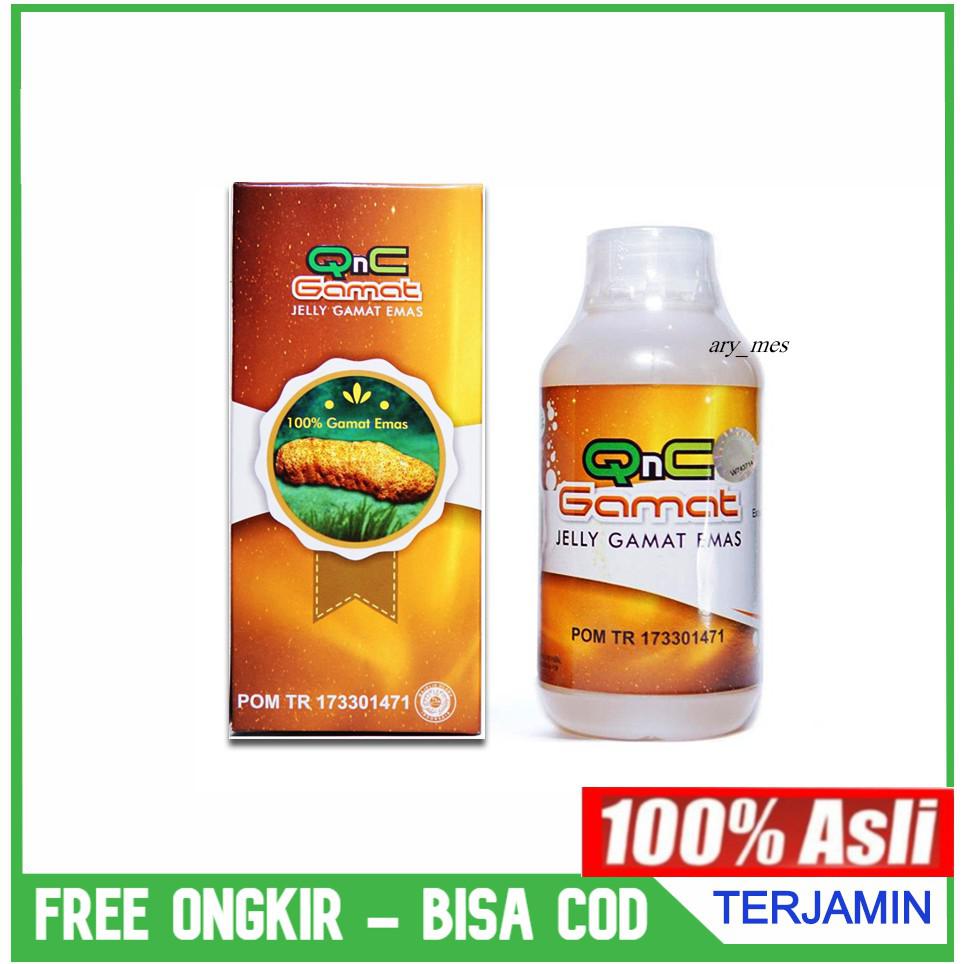 QnC
Gamat
JELLY GAMAT EMAS
100% Gamat Emas
POM TR 173301471
ary_mes
QnC
Gamat
JELLY GAMAT EMAS
POM TR 173301471
100% Asli
FREE ONGKIR – BISA COD
TERJAMIN